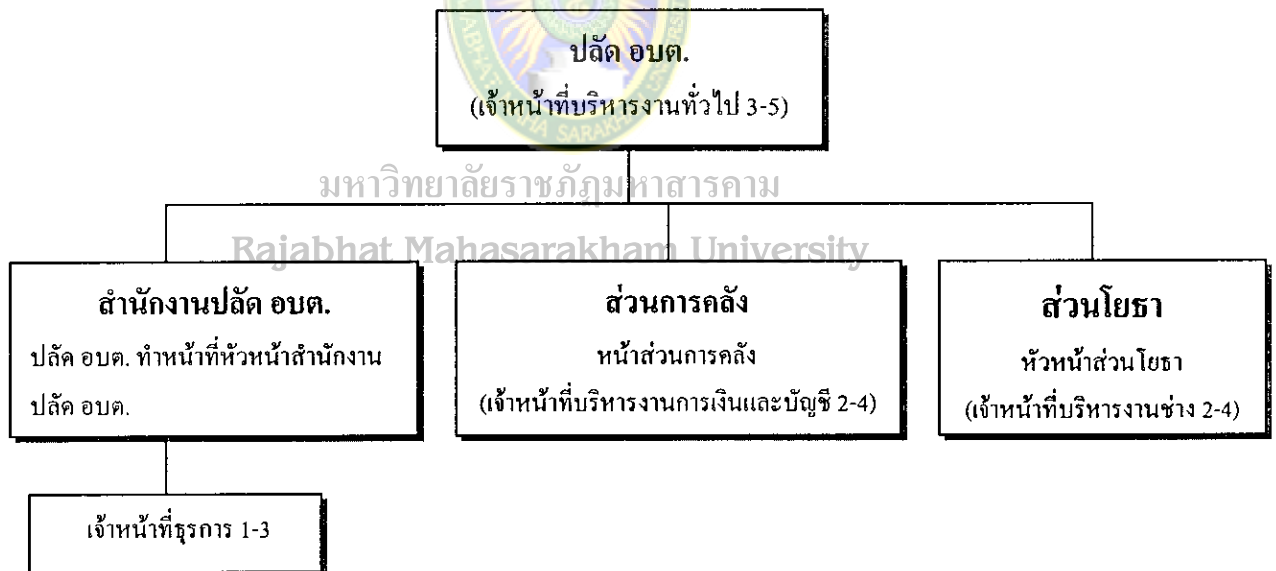 ปลัด อบต.
(เจ้าหน้าที่บริหารงานทั่วไป 3-5)
มหาวิทยาลัยราชภัฏมหาสารคาม
Rajabhat Mahasarakham University
สำนักงานปลัด อบต.
ปลัด อบต. ทำหน้าที่หัวหน้าสำนักงาน
ปลัด อบต.
ส่วนการคลัง
หน้าส่วนการคลัง
(เจ้าหน้าที่บริหารงานการเงินและบัญชี 2-4)
ส่วนโยธา
หัวหน้าส่วนโยธา
(เจ้าหน้าที่บริหารงานช่าง 2-4)
เจ้าหน้าที่ธุรการ 1-3